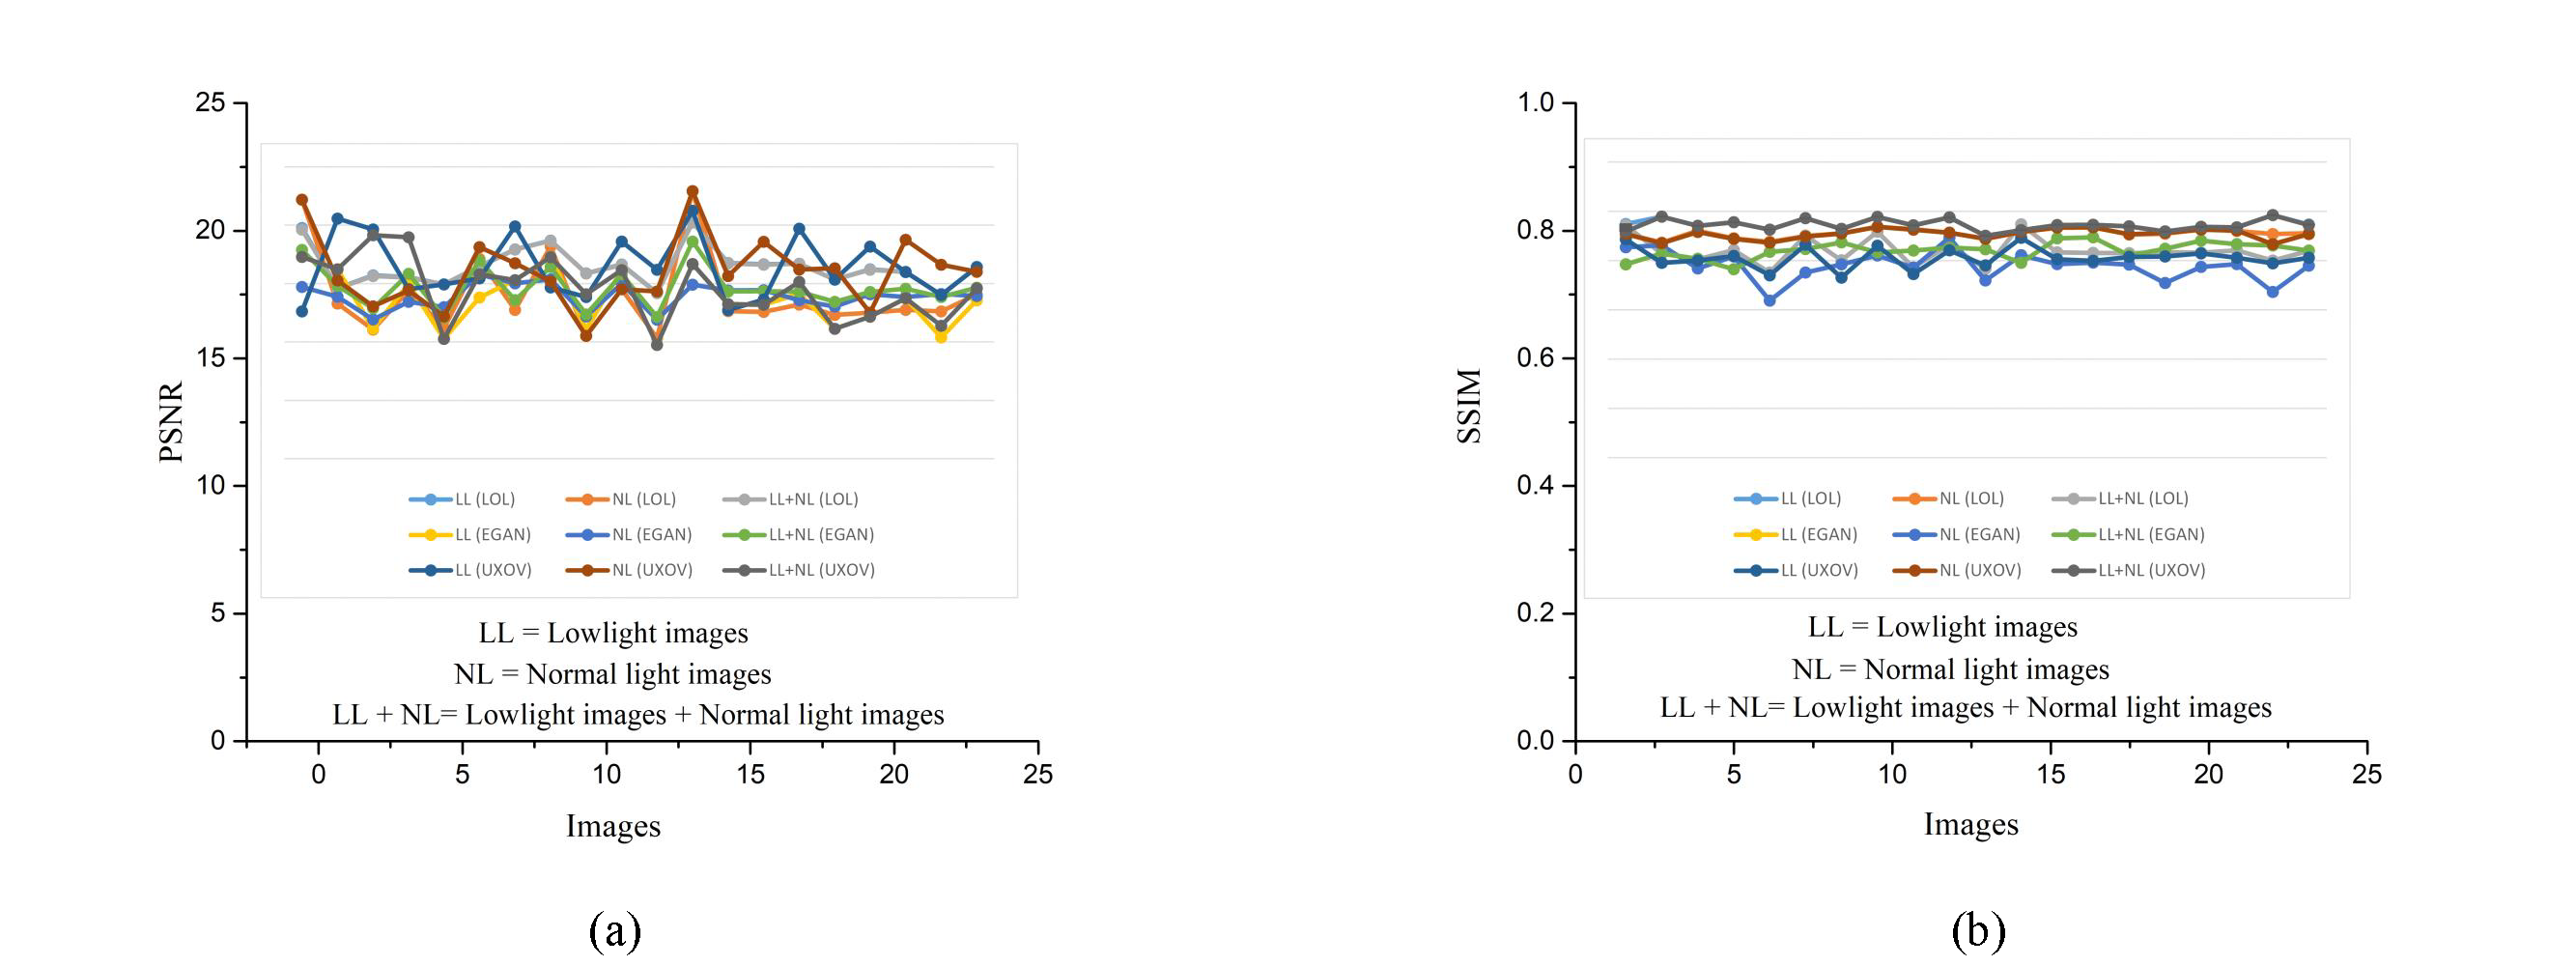 25
20
15
10
5
0
PSNR
LL (LOL) NL (LOL) LL+NL (LOL)
LL (EGAN) NL (EGAN) LL+NL (EGAN)
LL (UXOV) NL (UXOV) LL+NL (UXOV)
LL = Lowlight images
NL = Normal light images
LL + NL= Lowlight images + Normal light images
0 5 10 15 20 25
Images
(a)
1.0
0.8
0.6
0.4
0.2
0.0
SSIM
LL (LOL) NL (LOL) LL+NL (LOL)
LL (EGAN) NL (EGAN) LL+NL (EGAN)
LL (UXOV) NL (UXOV) LL+NL (UXOV)
LL = Lowlight images
NL = Normal light images
LL + NL= Lowlight images + Normal light images
0 5 10 15 20 25
Images
(b)